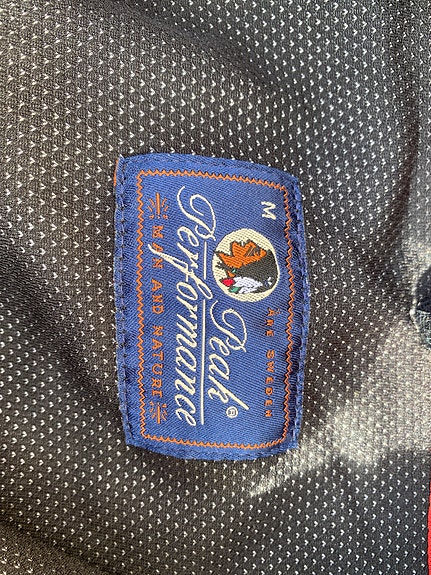 M
ÅRE SWEDEN
Peak®
Performance
MAN AND NATURE